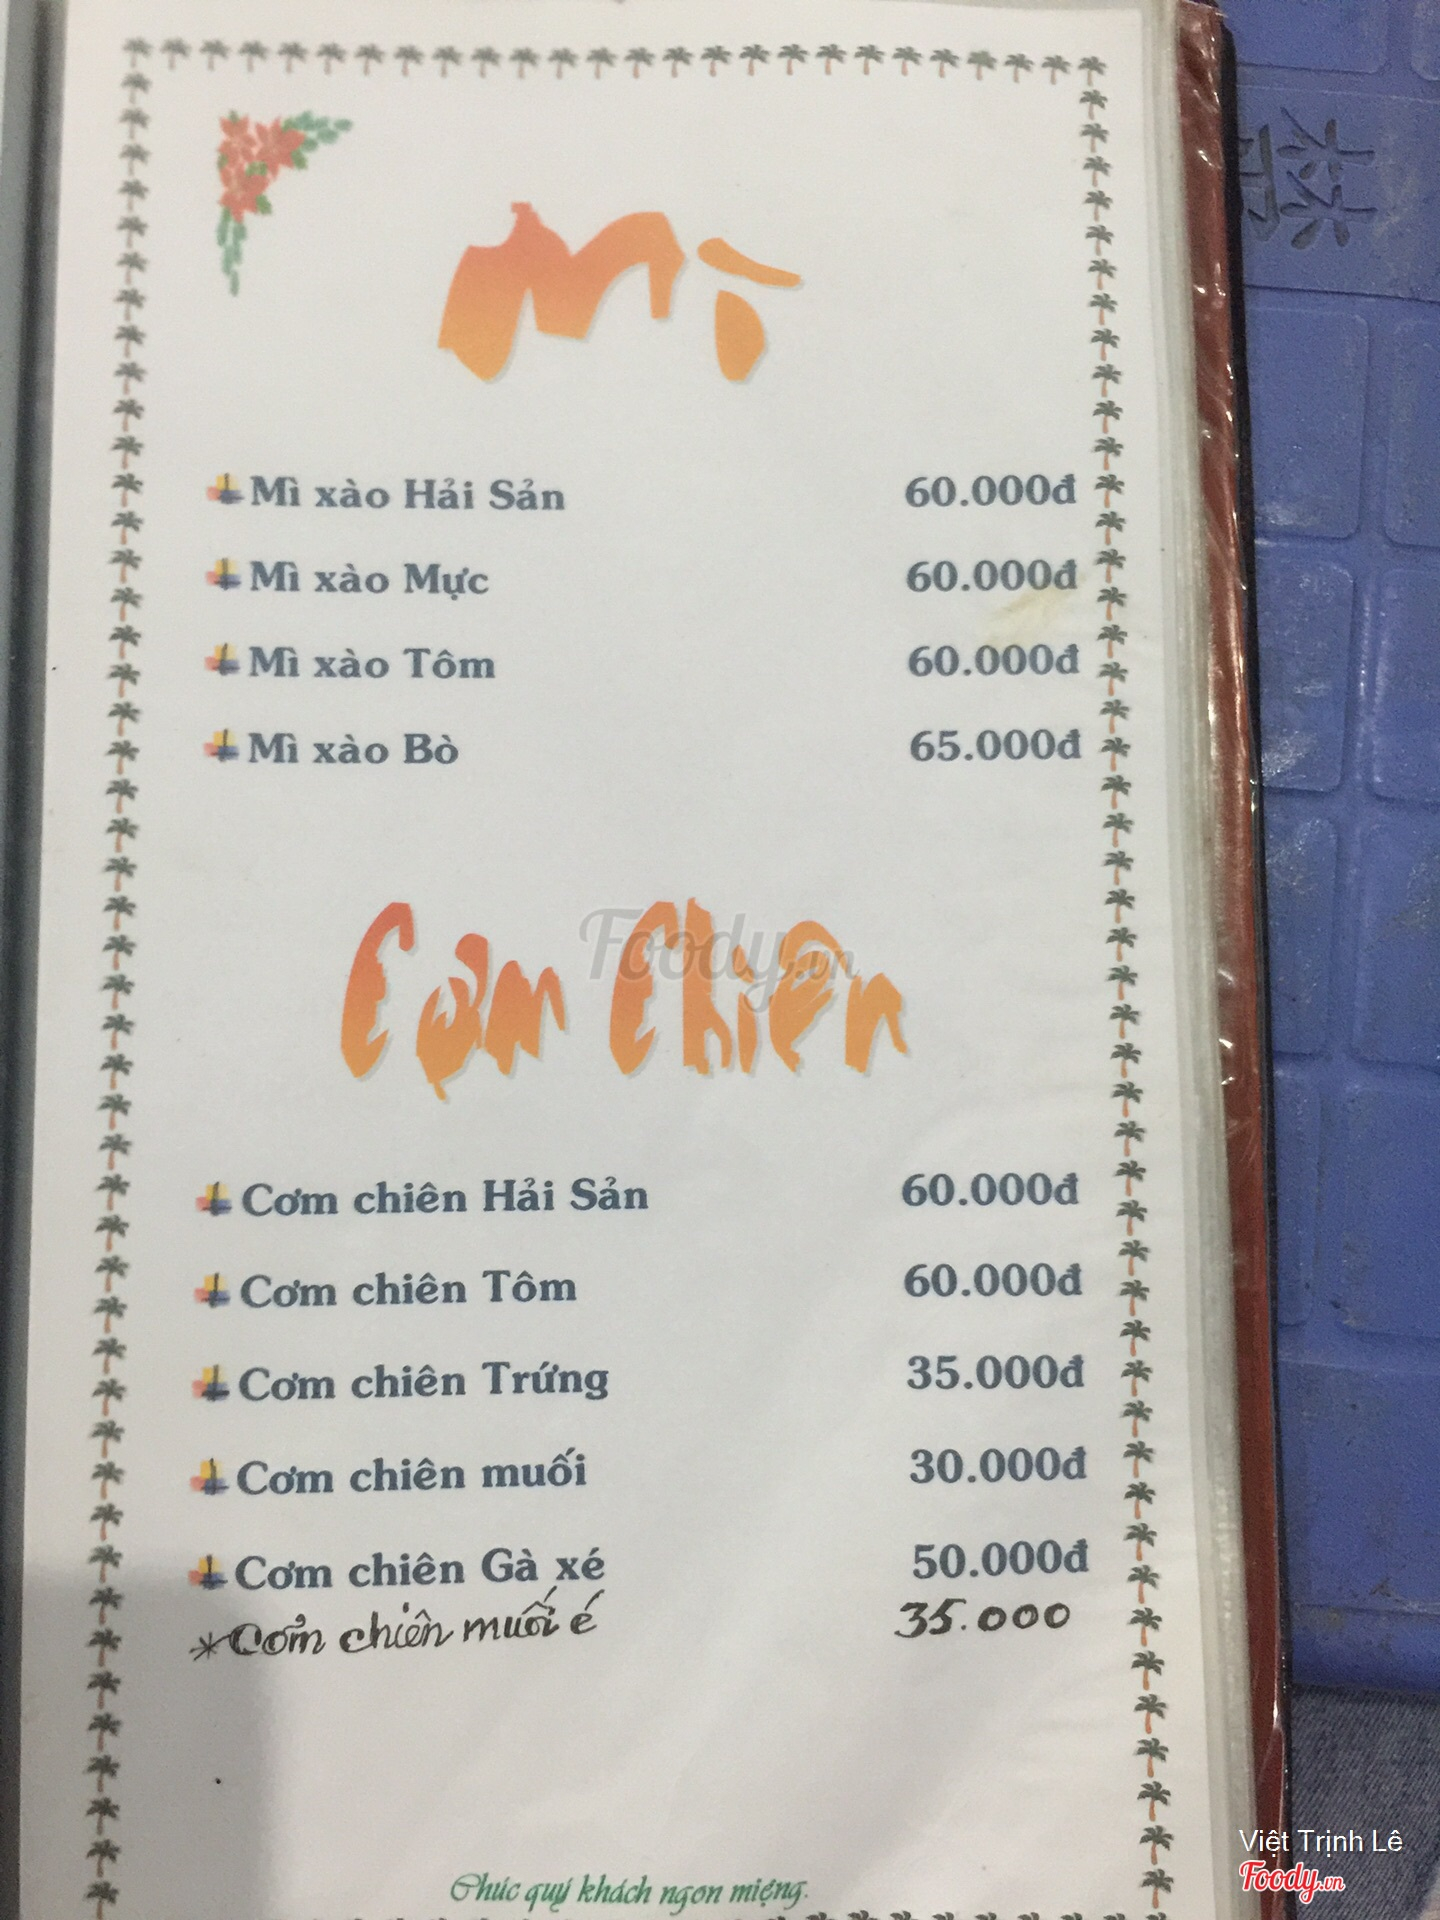 Mì
Mì xào Hải Sản 60.000đ
Mì xào Mực 60.000đ
Mì xào Tôm 60.000đ
Mì xào Bò 65.000đ
Cơm Chiên
Foody.vn
Cơm chiên Hải Sản 60.000đ
Cơm chiên Tôm 60.000đ
Cơm chiên Trứng 35.000đ
Cơm chiên muối 30.000đ
Cơm chiên Gà xé 50.000đ
*Cơm chiên muối é 35.000
Chúc quý khách ngon miệng.
Việt Trịnh Lê
Foody.vn